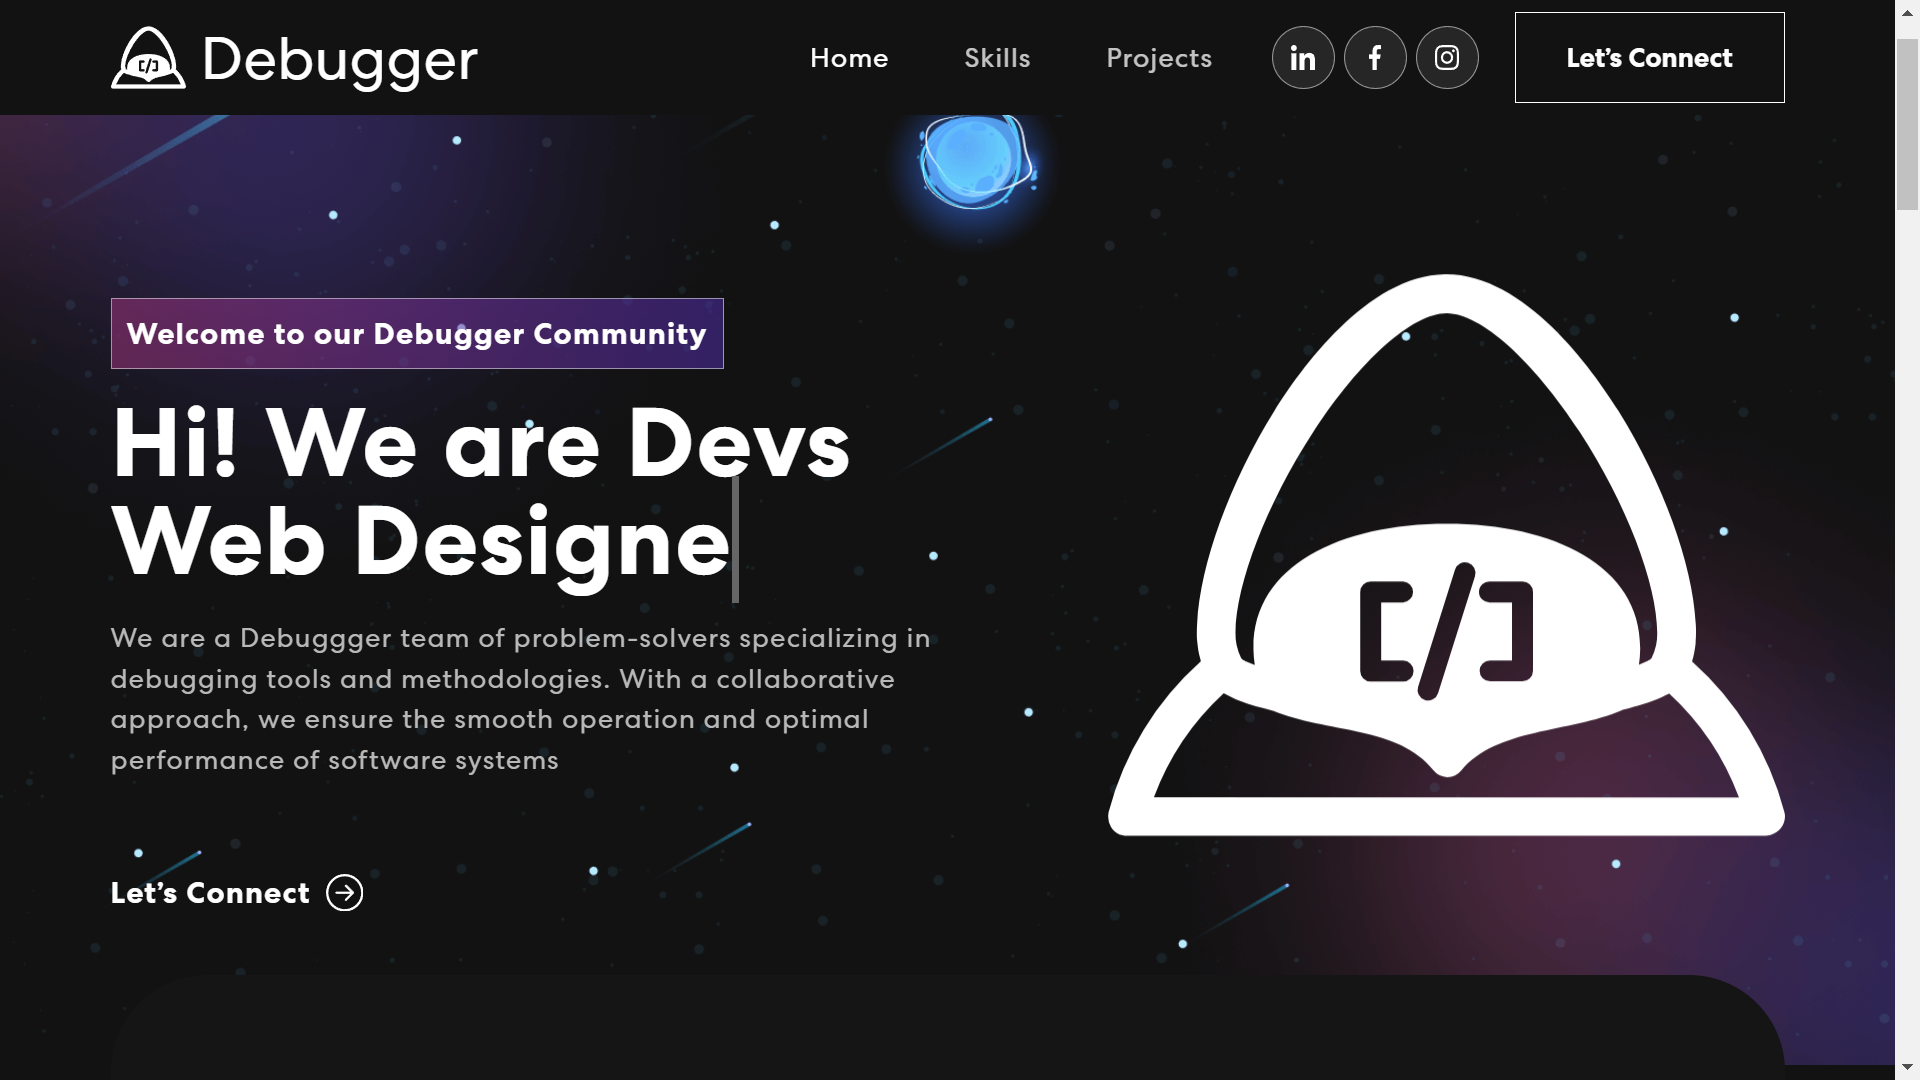 Debugger
Home Skills Projects Let’s Connect
Welcome to our Debugger Community
Hi! We are Devs
Web Designe
We are a Debuggger team of problem-solvers specializing in
debugging tools and methodologies. With a collaborative
approach, we ensure the smooth operation and optimal
performance of software systems
Let’s Connect